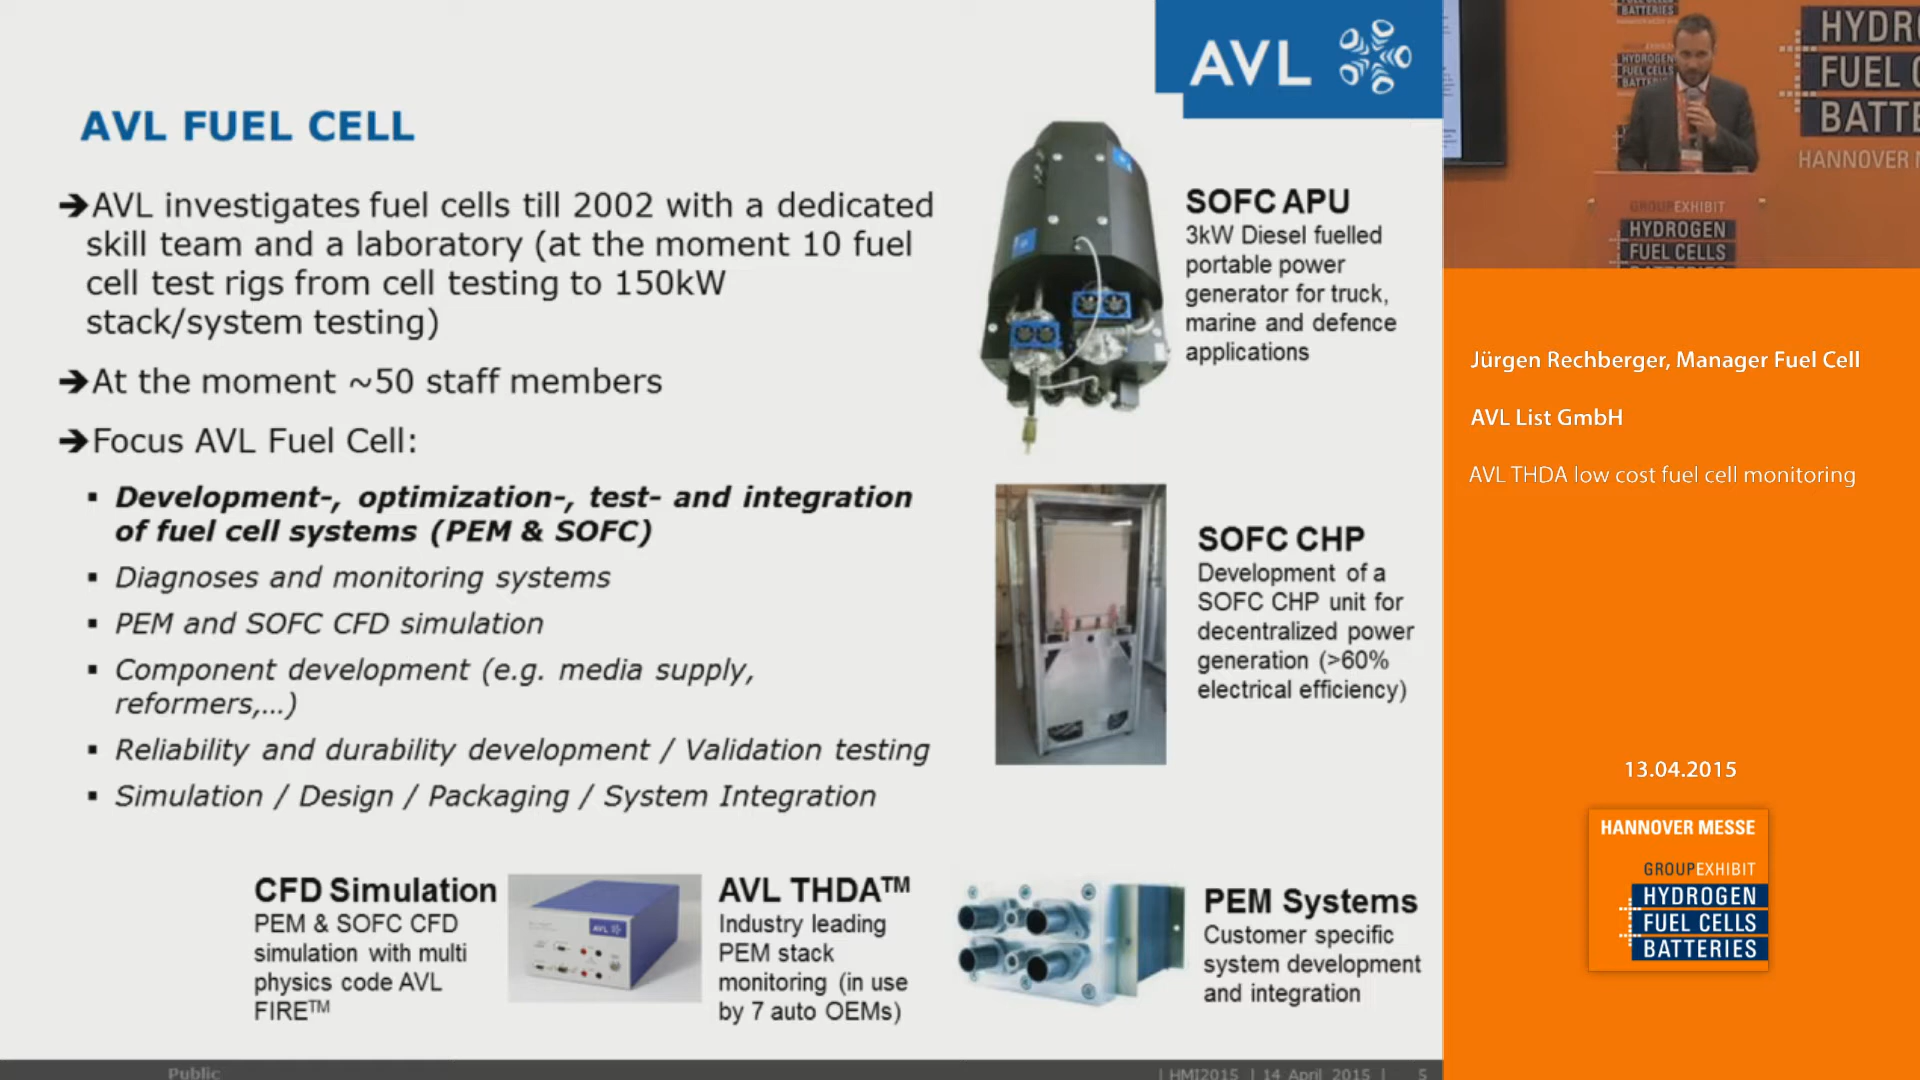 AVL
AVL FUEL CELL
➔AVL investigates fuel cells till 2002 with a dedicated
skill team and a laboratory (at the moment 10 fuel
cell test rigs from cell testing to 150kW
stack/system testing)
➔At the moment ~50 staff members
➔Focus AVL Fuel Cell:
▪ Development-, optimization-, test- and integration
of fuel cell systems (PEM & SOFC)
▪ Diagnoses and monitoring systems
▪ PEM and SOFC CFD simulation
▪ Component development (e.g. media supply,
reformers,...)
▪ Reliability and durability development / Validation testing
▪ Simulation / Design / Packaging / System Integration
SOFC APU
3kW Diesel fuelled
portable power
generator for truck,
marine and defence
applications
SOFC CHP
Development of a
SOFC CHP unit for
decentralized power
generation (>60%
electrical efficiency)
CFD Simulation
PEM & SOFC CFD
simulation with multi
physics code AVL
FIRE™
AVL
AVL THDA™
Industry leading
PEM stack
monitoring (in use
by 7 auto OEMs)
PEM Systems
Customer specific
system development
and integration
Public
| HMI2015 | 14 April 2015 | 5
BATTERIES
HYDROGEN
FUEL CELLS
BATTERIES
HYDR
FUEL C
BATTE
HANNOVER M
GROUPEXHIBIT
HYDROGEN
FUEL CELLS
Jürgen Rechberger, Manager Fuel Cell
AVL List GmbH
AVL THDA low cost fuel cell monitoring
13.04.2015
HANNOVER MESSE
GROUPEXHIBIT
HYDROGEN
FUEL CELLS
BATTERIES